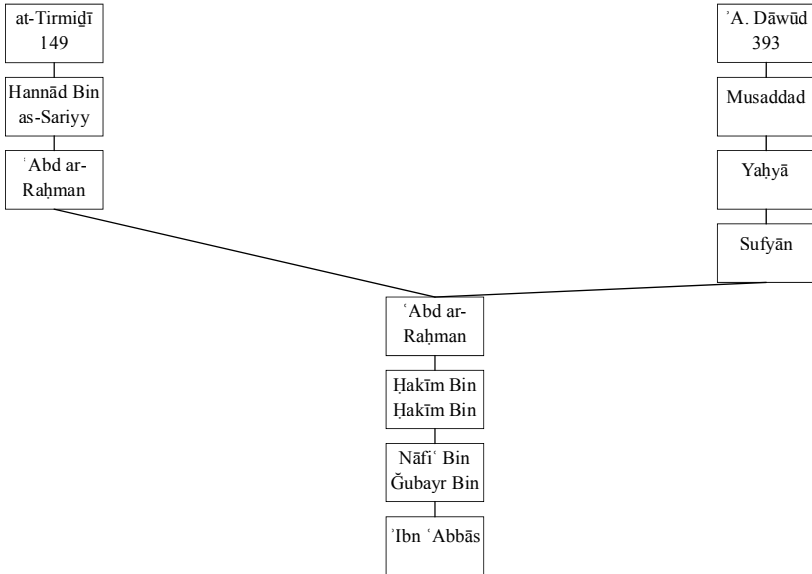 at-Tirmiḏī
149
Hannād Bin
as-Sariyy
ʿAbd ar-
Raḥman
ʾA. Dāwūd
393
Musaddad
Yaḥyā
Sufyān
ʿAbd ar-
Raḥman
Ḥakīm Bin
Ḥakīm Bin
Nāfiʿ Bin
Ǧubayr Bin
ʾIbn ʿAbbās